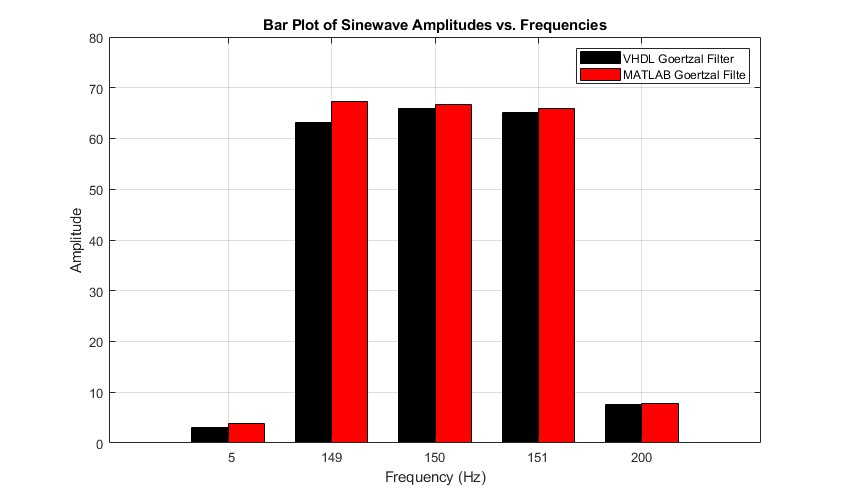 Bar Plot of Sinewave Amplitudes vs. Frequencies
VHDL Goertzal Filter
MATLAB Goertzal Filte
80
70
60
50
40
30
20
10
0
Amplitude
5 149 150 151 200
Frequency (Hz)